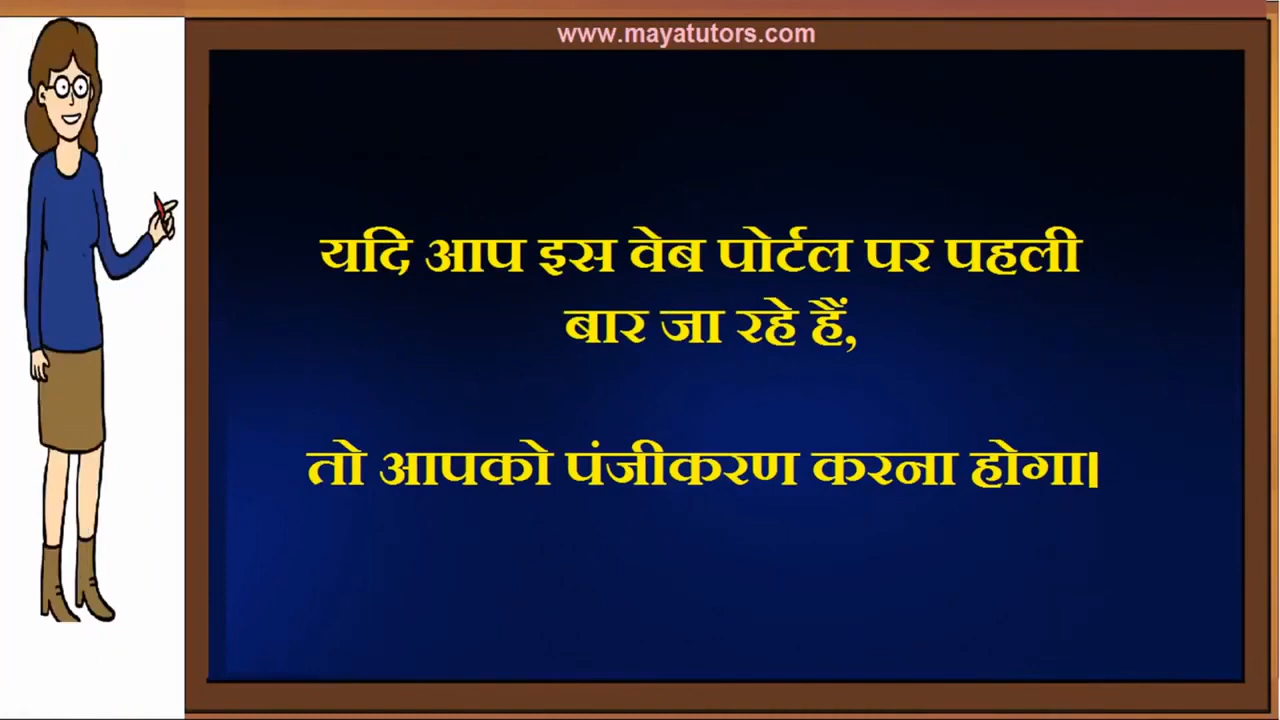 www.mayatutors.com
यदि आप इस वेब पोर्टल पर पहली
बार जा रहे हैं,
तो आपको पंजीकरण करना होगा।